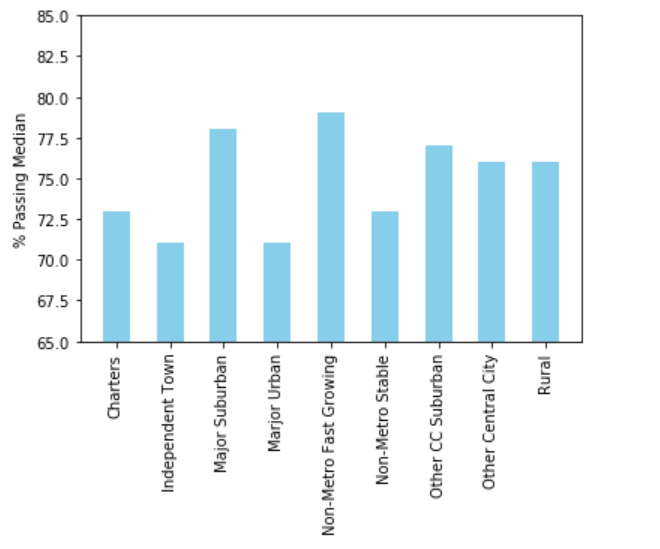 85.0
82.5
80.0
77.5
75.0
72.5
70.0
67.5
65.0
% Passing Median
Charters
Independent Town
Major Suburban
Marjor Urban
Non-Metro Fast Growing
Non-Metro Stable
Other CC Suburban
Other Central City
Rural